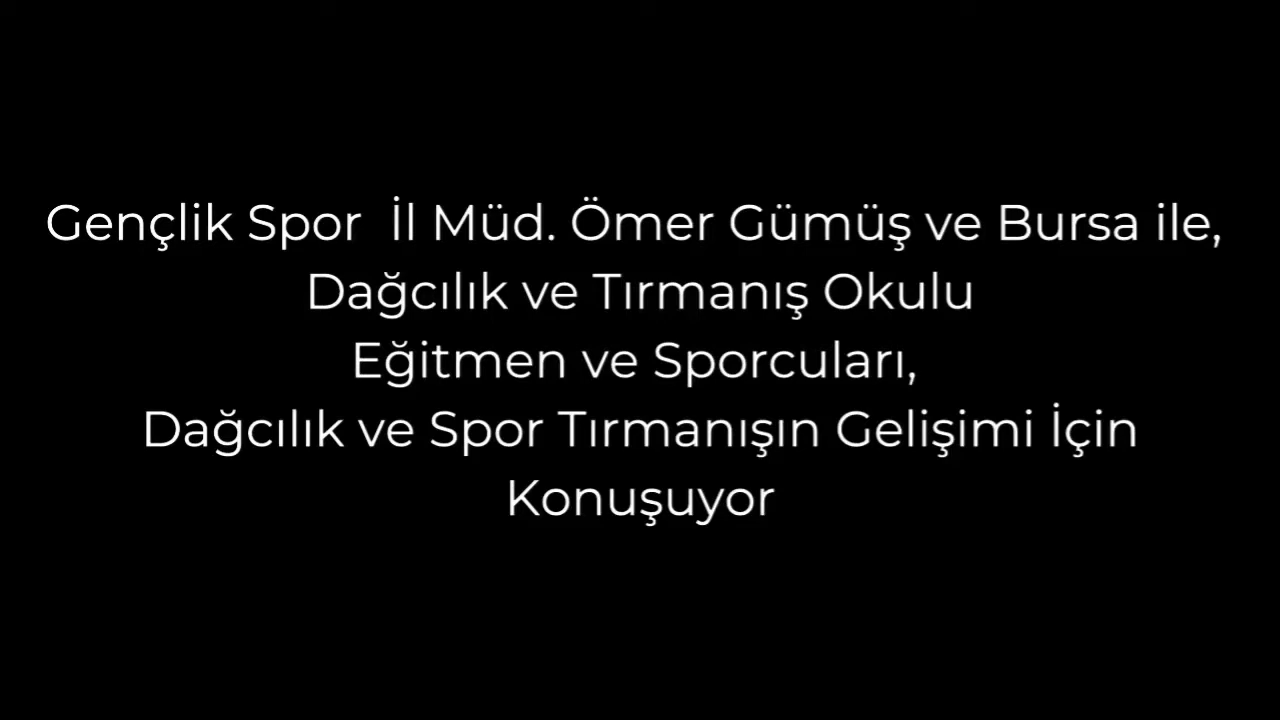 Gençlik Spor  İl Müd. Ömer Gümüş ve Bursa ile,
Dağcılık ve Tırmanış Okulu
Eğitmen ve Sporcuları,
Dağcılık ve Spor Tırmanışın Gelişimi İçin
Konuşuyor